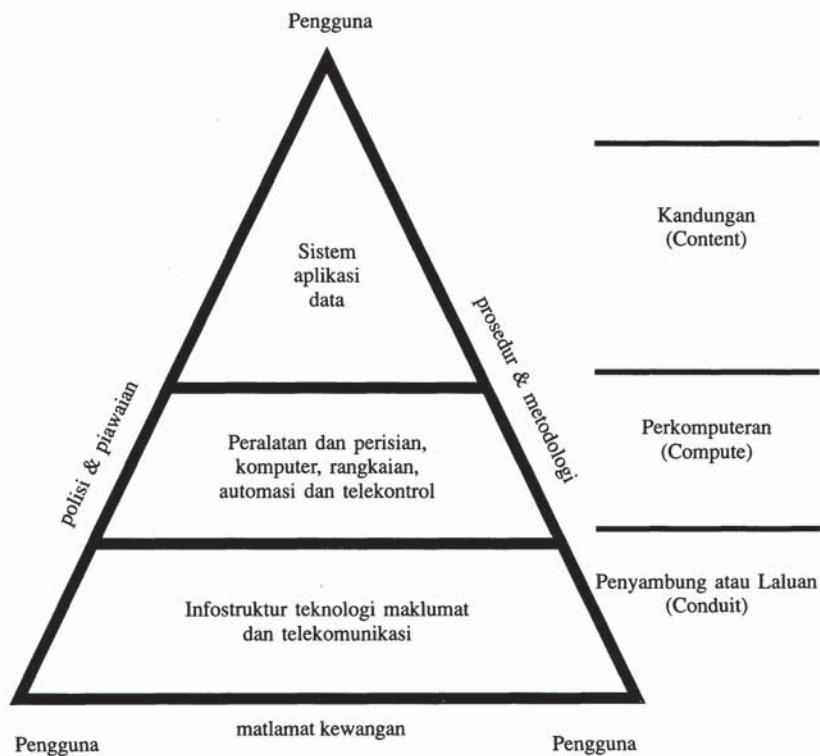 Pengguna
Sistem
aplikasi
data
Kandungan
(Content)
polisi & piawaian
prosedur & metodologi
Peralatan dan perisian,
komputer, rangkaian,
automasi dan telekontrol
Perkomputeran
(Compute)
Infostruktur teknologi maklumat
dan telekomunikasi
Penyambung atau Laluan
(Conduit)
Pengguna
matlamat kewangan
Pengguna